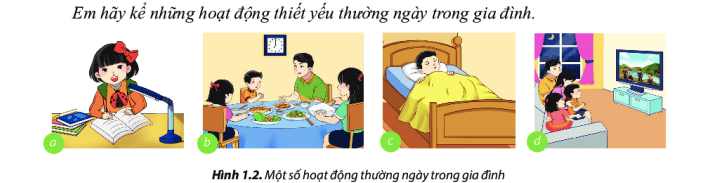 Em hãy kể những hoạt động thiết yếu thường ngày trong gia đình.
a
b
c
d
Hình 1.2. Một số hoạt động thường ngày trong gia đình